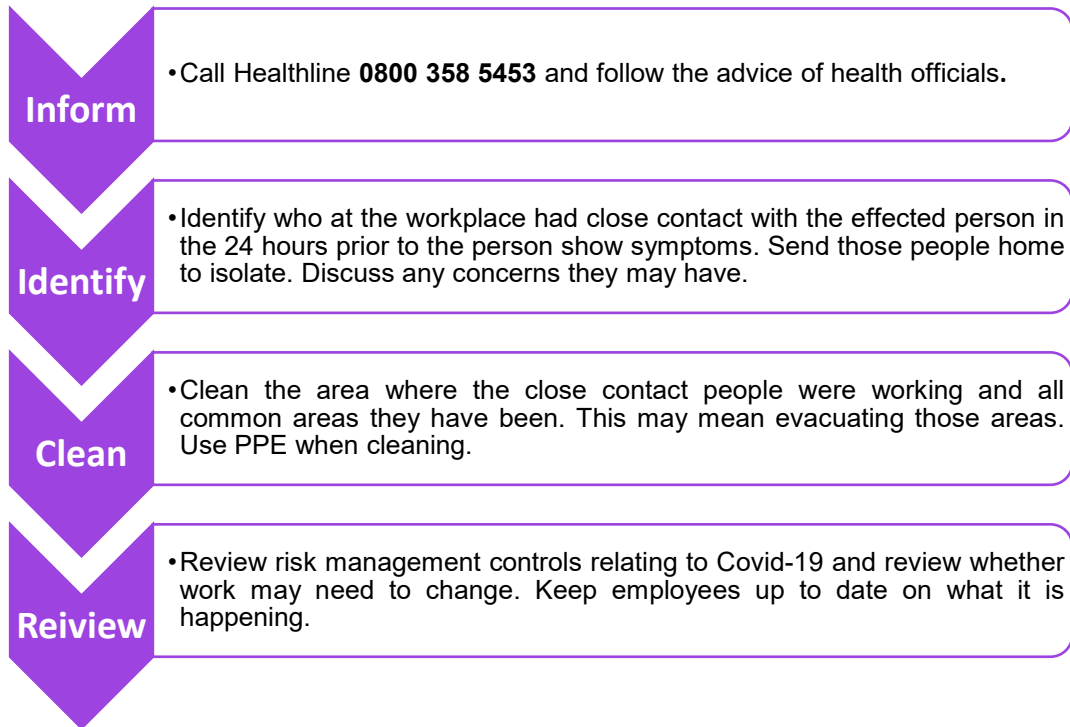 Inform
•Call Healthline 0800 358 5453 and follow the advice of health officials.
Identify
•Identify who at the workplace had close contact with the effected person in
the 24 hours prior to the person show symptoms. Send those people home
to isolate. Discuss any concerns they may have.
Clean
•Clean the area where the close contact people were working and all
common areas they have been. This may mean evacuating those areas.
Use PPE when cleaning.
Reiview
•Review risk management controls relating to Covid-19 and review whether
work may need to change. Keep employees up to date on what it is
happening.